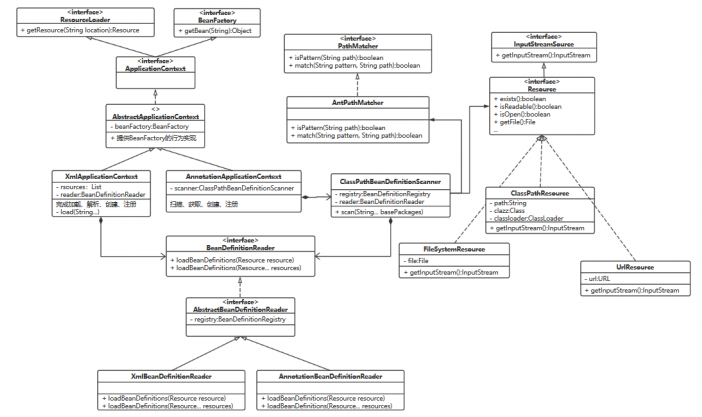 <interface>
ResourceLoader
+ getResource(String location):Resource
<interface>
BeanFactory
+ getBean(String):Object
<interface>
ApplicationContext
<>
AbstractApplicationContext
- beanFactory:BeanFactory
+ 提供BeanFactory的行为实现
XmlApplicationContext
- rsources: List
- reader:BeanDefinitionReader
完成加载、解析、创建、注册
- load(String...)
AnnotationApplicationContext
- scanner:ClassPathBeanDefinitionScanner
扫描、获取、创建、注册
<interface>
PathMatcher
+ isPattern(String path):boolean
+ match(String pattern, String path):boolean
AntPathMatcher
+ isPattern(String path):boolean
+ match(String pattern, String path):boolean
ClassPathBeanDefinitionScanner
- registry:BeanDefinitionRegistry
- reader:BeanDefinitionReader
+ scan(String... basePackages)
<interface>
InputStreamSource
+ getInputStream():InputStream
<interface>
Resource
+ exists():boolean
+ isReadable():boolean
+ isOpen():boolean
+ getFile():File
...
ClassPathResource
- path:String
- clazz:Class
- classloader:ClassLoader
+ getInputStream():InputStream
FileSystemResource
- file:File
+ getInputStream():InputStream
UrlResource
- url:URL
+ getInputStream():InputStream
<interface>
BeanDefinitionReader
+ loadBeanDefinitions(Resource resource)
+ loadBeanDefinitions(Resource... resources)
<interface>
AbstractBeanDefinitionReader
- registry:BeanDefinitionRegistry
XmlBeanDefinitionReader
+ loadBeanDefinitions(Resource resource)
+ loadBeanDefinitions(Resource... resources)
AnnotationBeanDefinitionReader
+ loadBeanDefinitions(Resource resource)
+ loadBeanDefinitions(Resource... resources)